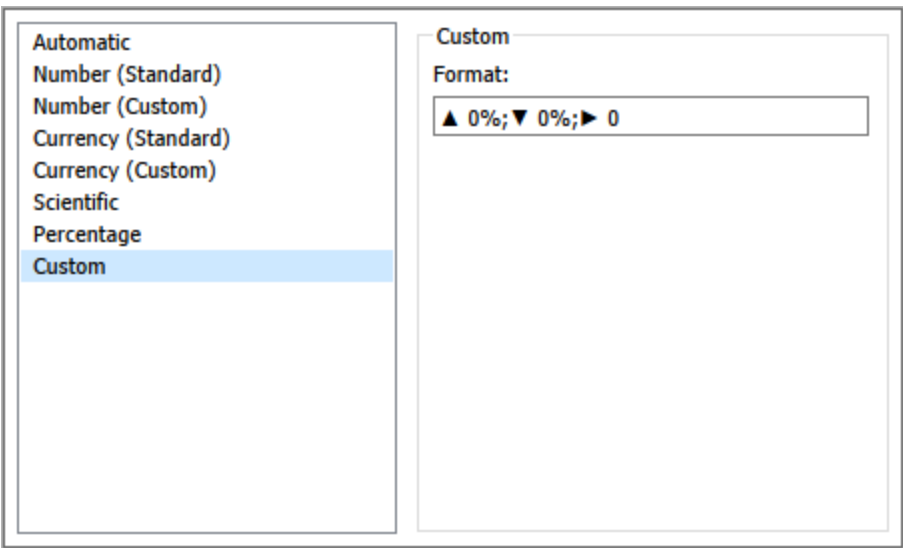 Automatic
Number (Standard)
Number (Custom)
Currency (Standard)
Currency (Custom)
Scientific
Percentage
Custom
Custom
Format:
▲ 0%;▼ 0%;► 0